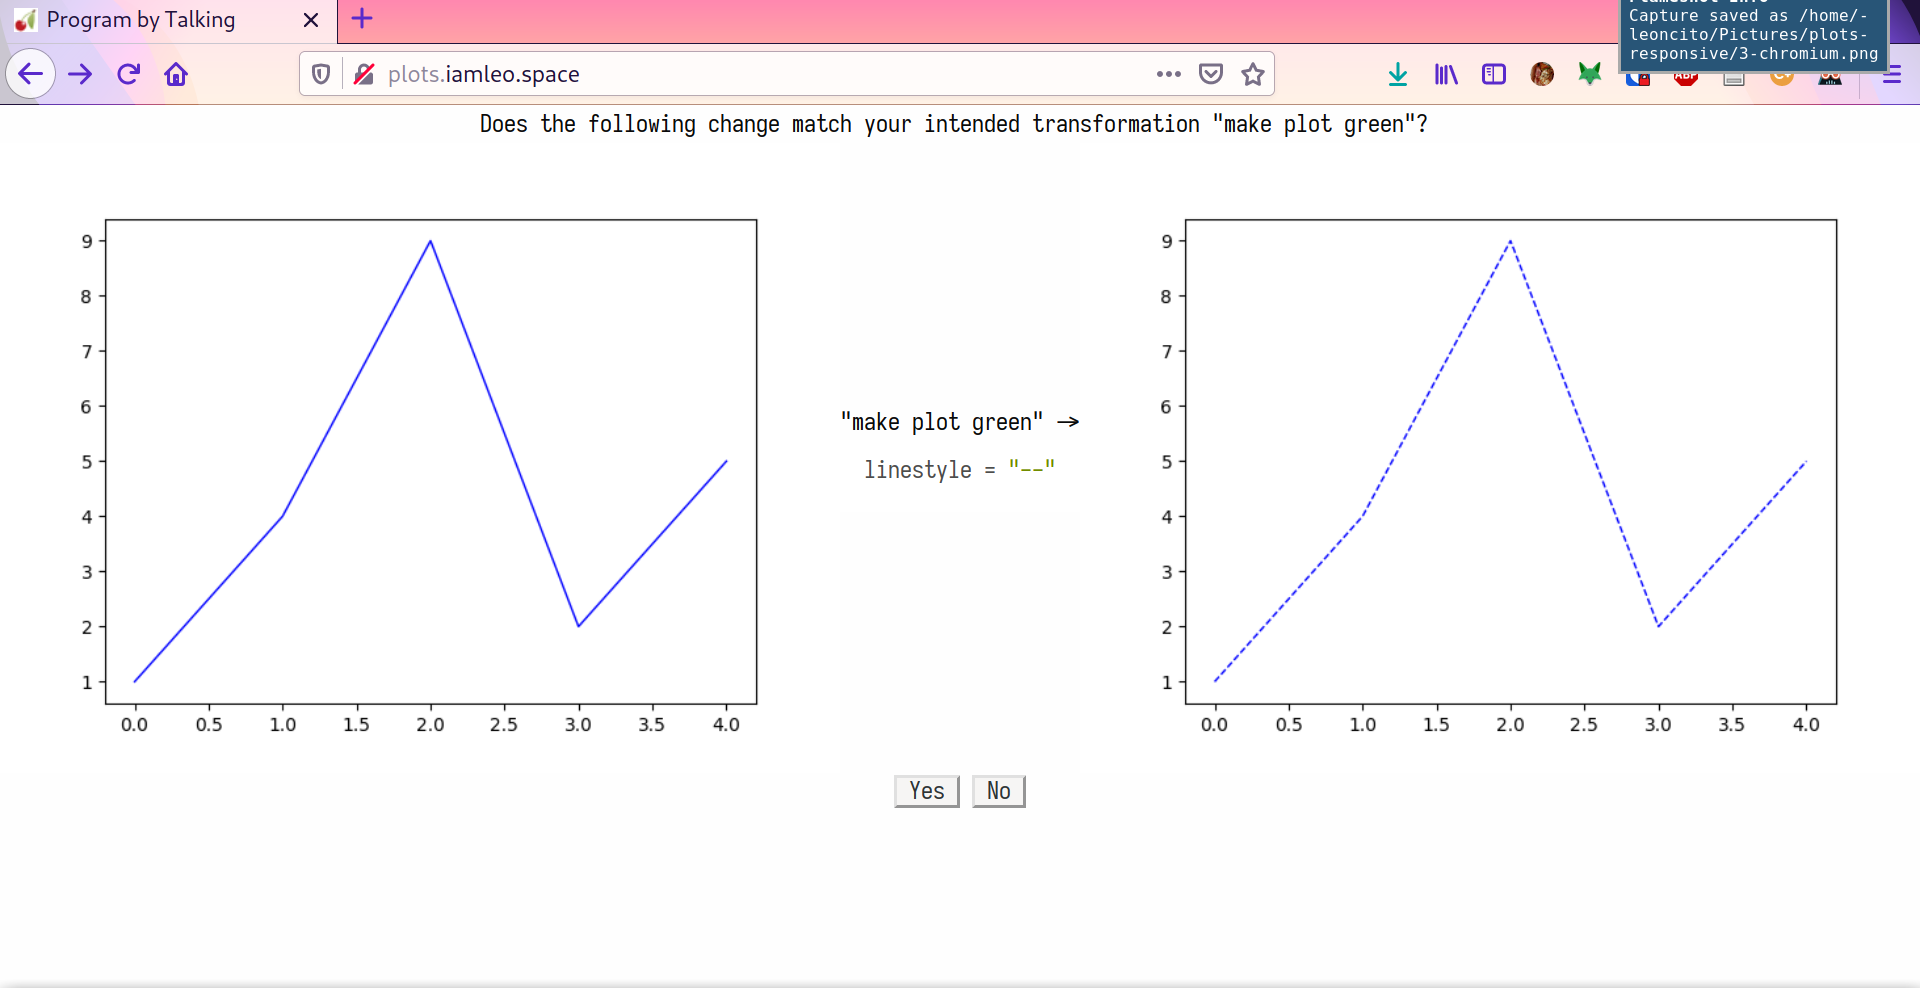 Program by Talking
Capture saved as /home/-
leoncito/Pictures/plots-
responsive/3-chromium.png
plots.iamleo.space
Does the following change match your intended transformation "make plot green"?
9
8
7
6
5
4
3
2
1
0.0 0.5 1.0 1.5 2.0 2.5 3.0 3.5 4.0
"make plot green" →
linestyle = "--"
9
8
7
6
5
4
3
2
1
0.0 0.5 1.0 1.5 2.0 2.5 3.0 3.5 4.0
Yes No